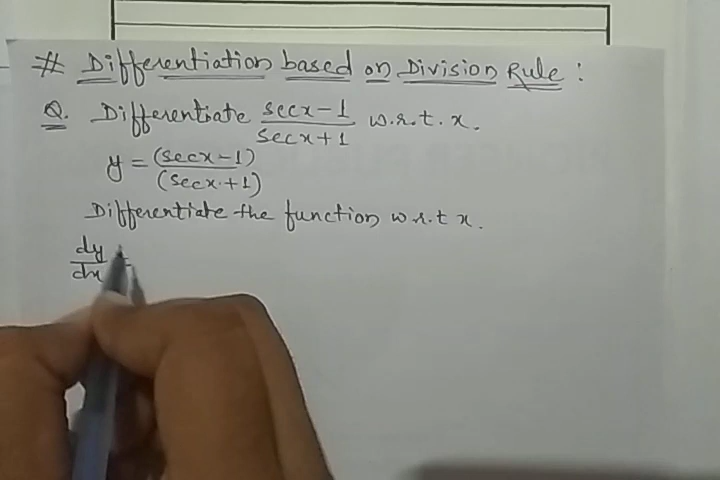 # Differentiation based on Division Rule :
Q. Differentiate secx-1/secx+1 w.r.t. x.
y = (secx-1)/(secx+1)
Differentiate the function w.r.t x.
dy/dx =